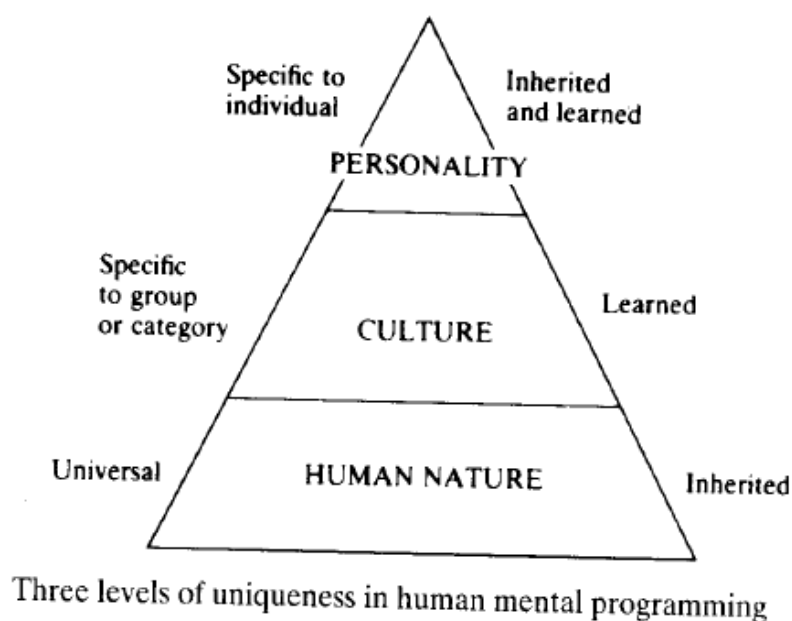 Specific to
individual
Inherited
and learned
PERSONALITY
Specific
to group
or category
CULTURE
Learned
Universal
HUMAN NATURE
Inherited
Three levels of uniqueness in human mental programming